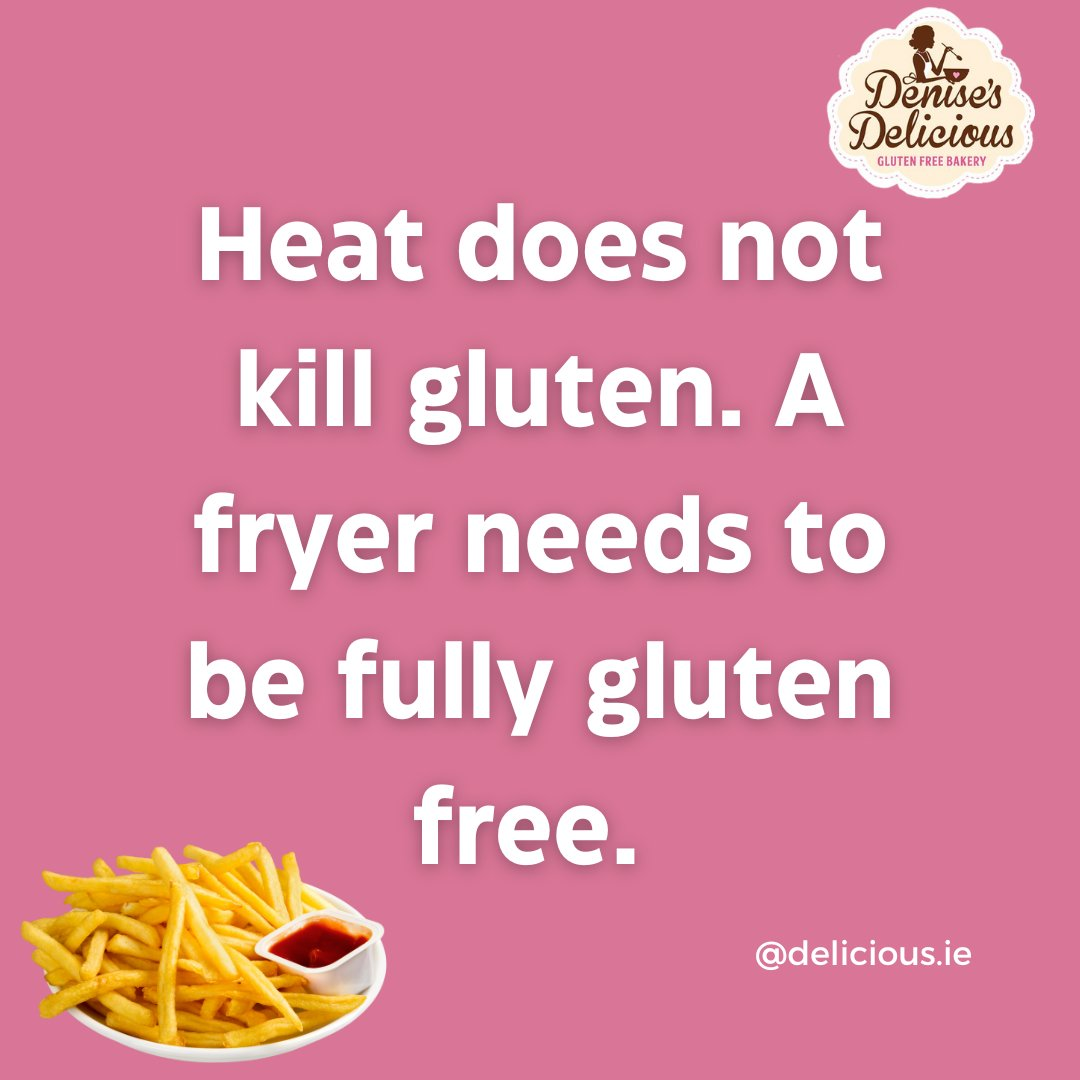 Denise's
Delicious
GLUTEN FREE BAKERY
Heat does not
kill gluten. A
fryer needs to
be fully gluten
free.
@delicious.ie